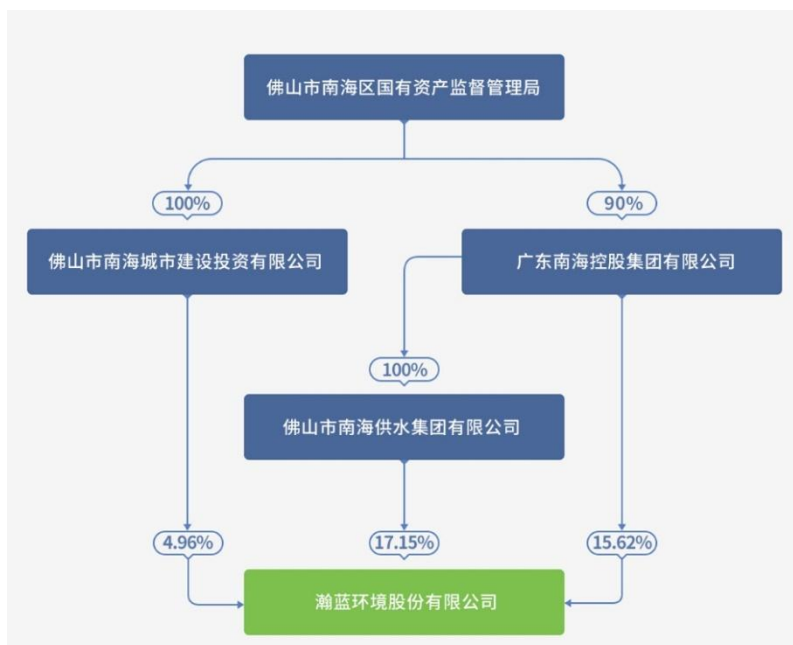 佛山市南海区国有资产监督管理局
100%
90%
佛山市南海城市建设投资有限公司
广东南海控股集团有限公司
100%
佛山市南海供水集团有限公司
4.96%
17.15%
15.62%
瀚蓝环境股份有限公司